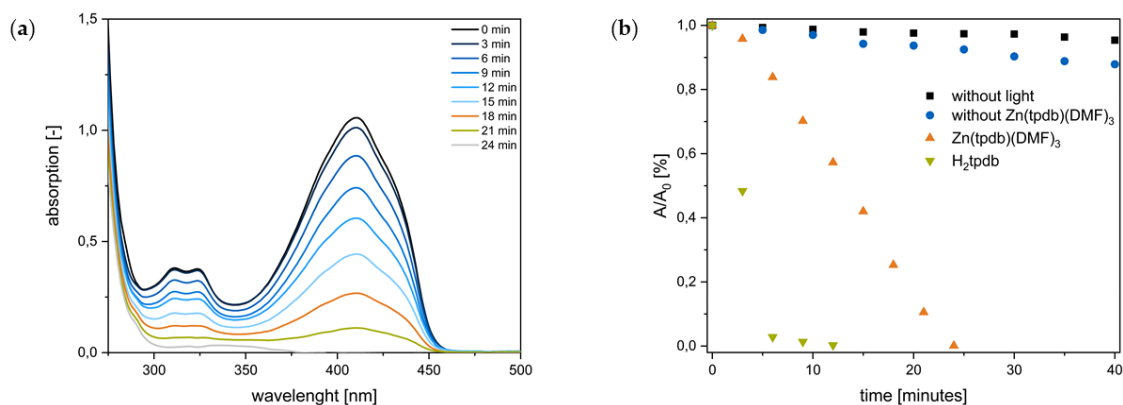 (a)
1,5
1,0
0,5
0,0
absorption [-]
300
350
400
450
500
wavelenght [nm]
0 min
3 min
6 min
9 min
12 min
15 min
18 min
21 min
24 min
(b)
1,0
0,8
0,6
0,4
0,2
0,0
A/A₀ [%]
0
10
20
30
40
time [minutes]
without light
without Zn(tpdb)(DMF)₃
Zn(tpdb)(DMF)₃
H₂tpdb